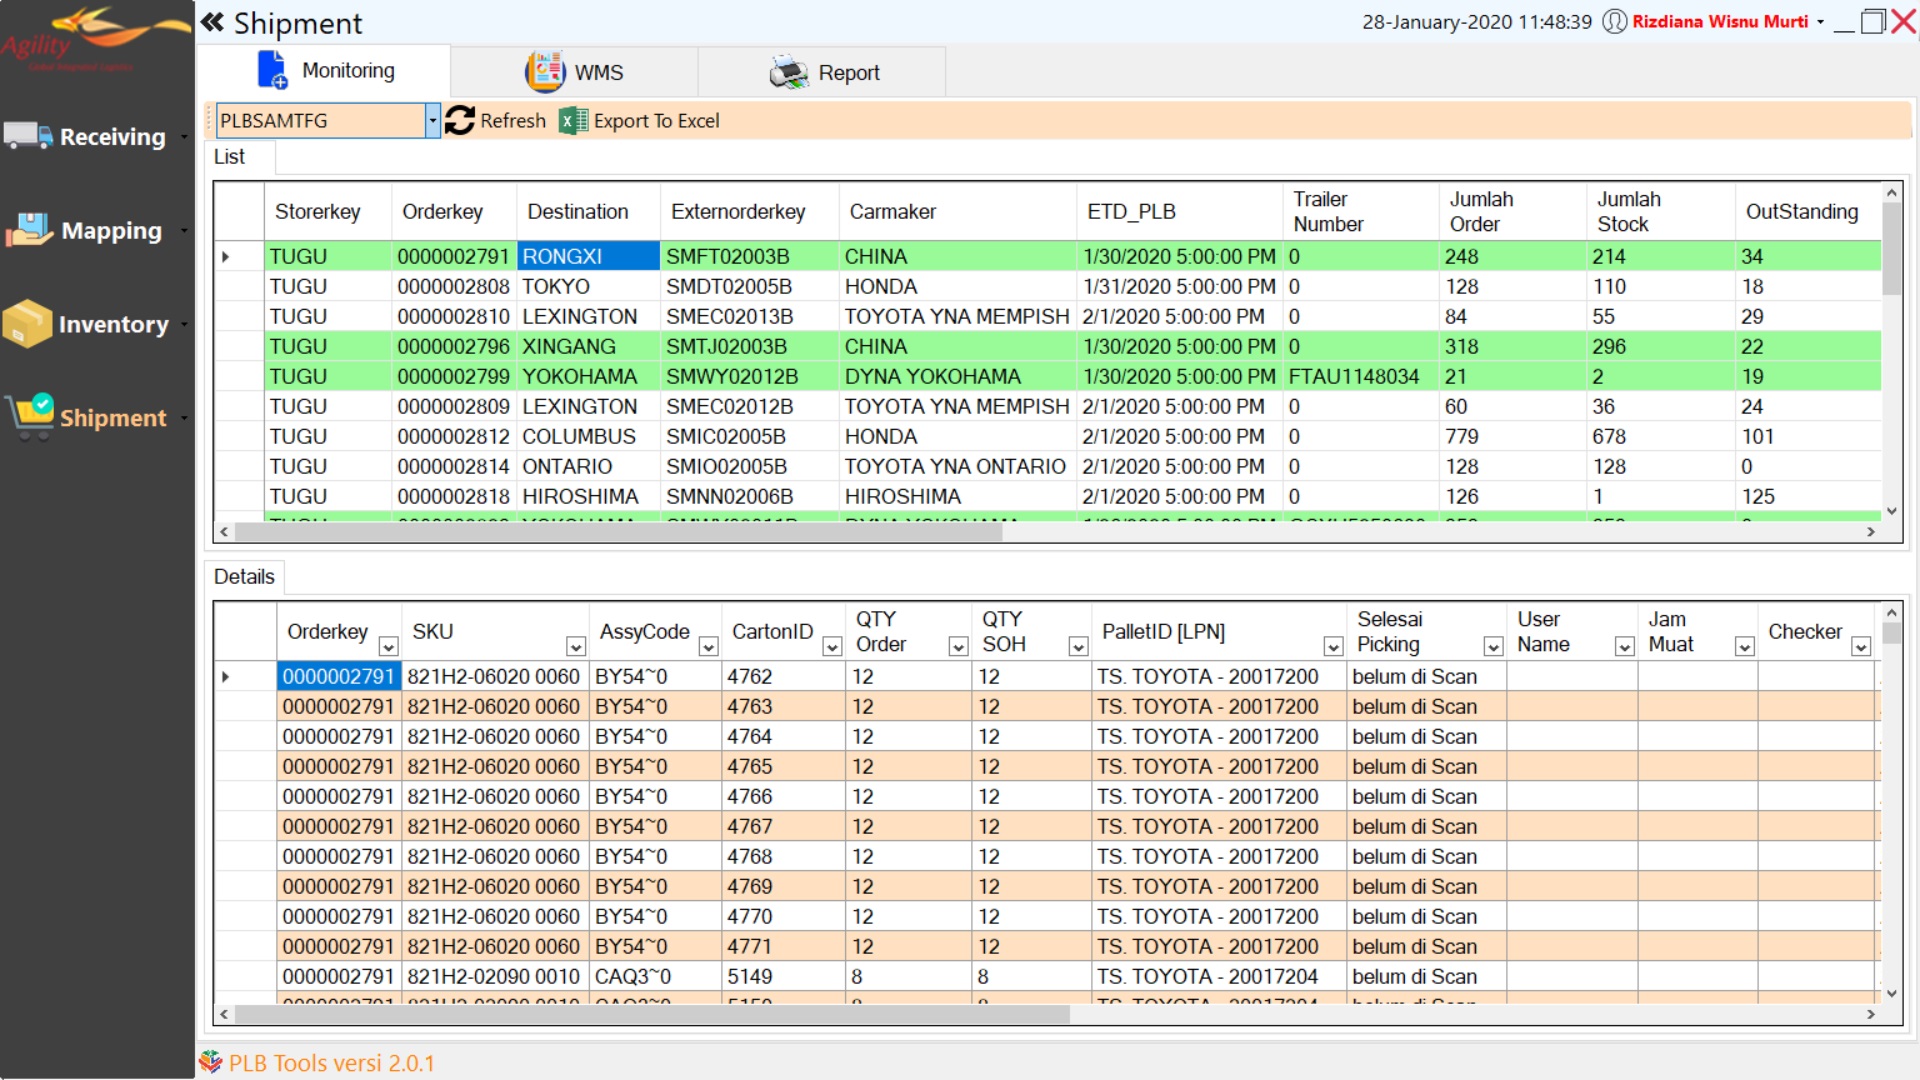 Agility
« Shipment
28-January-2020 11:48:39 Rizdiana Wisnu Murti
Monitoring WMS Report
PLBSAMTFG Refresh Export To Excel
Receiving
Mapping
Inventory
Shipment
List
Storerkey Orderkey Destination Externorderkey Carmaker ETD_PLB Trailer Number Jumlah Order Jumlah Stock OutStanding
TUGU 0000002791 RONGXI SMFT02003B CHINA 1/30/2020 5:00:00 PM 0 248 214 34
TUGU 0000002808 TOKYO SMDT02005B HONDA 1/31/2020 5:00:00 PM 0 128 110 18
TUGU 0000002810 LEXINGTON SMEC02013B TOYOTA YNA MEMPISH 2/1/2020 5:00:00 PM 0 84 55 29
TUGU 0000002796 XINGANG SMTJ02003B CHINA 1/30/2020 5:00:00 PM 0 318 296 22
TUGU 0000002799 YOKOHAMA SMWY02012B DYNA YOKOHAMA 1/30/2020 5:00:00 PM FTAU1148034 21 2 19
TUGU 0000002809 LEXINGTON SMEC02012B TOYOTA YNA MEMPISH 2/1/2020 5:00:00 PM 0 60 36 24
TUGU 0000002812 COLUMBUS SMIC02005B HONDA 2/1/2020 5:00:00 PM 0 779 678 101
TUGU 0000002814 ONTARIO SMIO02005B TOYOTA YNA ONTARIO 2/1/2020 5:00:00 PM 0 128 128 0
TUGU 0000002818 HIROSHIMA SMNN02006B HIROSHIMA 2/1/2020 5:00:00 PM 0 126 1 125
Details
Orderkey SKU AssyCode CartonID QTY Order QTY SOH PalletID [LPN] Selesai Picking User Name Jam Muat Checker
0000002791 821H2-06020 0060 BY54~0 4762 12 12 TS. TOYOTA - 20017200 belum di Scan
0000002791 821H2-06020 0060 BY54~0 4763 12 12 TS. TOYOTA - 20017200 belum di Scan
0000002791 821H2-06020 0060 BY54~0 4764 12 12 TS. TOYOTA - 20017200 belum di Scan
0000002791 821H2-06020 0060 BY54~0 4765 12 12 TS. TOYOTA - 20017200 belum di Scan
0000002791 821H2-06020 0060 BY54~0 4766 12 12 TS. TOYOTA - 20017200 belum di Scan
0000002791 821H2-06020 0060 BY54~0 4767 12 12 TS. TOYOTA - 20017200 belum di Scan
0000002791 821H2-06020 0060 BY54~0 4768 12 12 TS. TOYOTA - 20017200 belum di Scan
0000002791 821H2-06020 0060 BY54~0 4769 12 12 TS. TOYOTA - 20017200 belum di Scan
0000002791 821H2-06020 0060 BY54~0 4770 12 12 TS. TOYOTA - 20017200 belum di Scan
0000002791 821H2-06020 0060 BY54~0 4771 12 12 TS. TOYOTA - 20017200 belum di Scan
0000002791 821H2-02090 0010 CAQ3~0 5149 8 8 TS. TOYOTA - 20017204 belum di Scan
PLB Tools versi 2.0.1